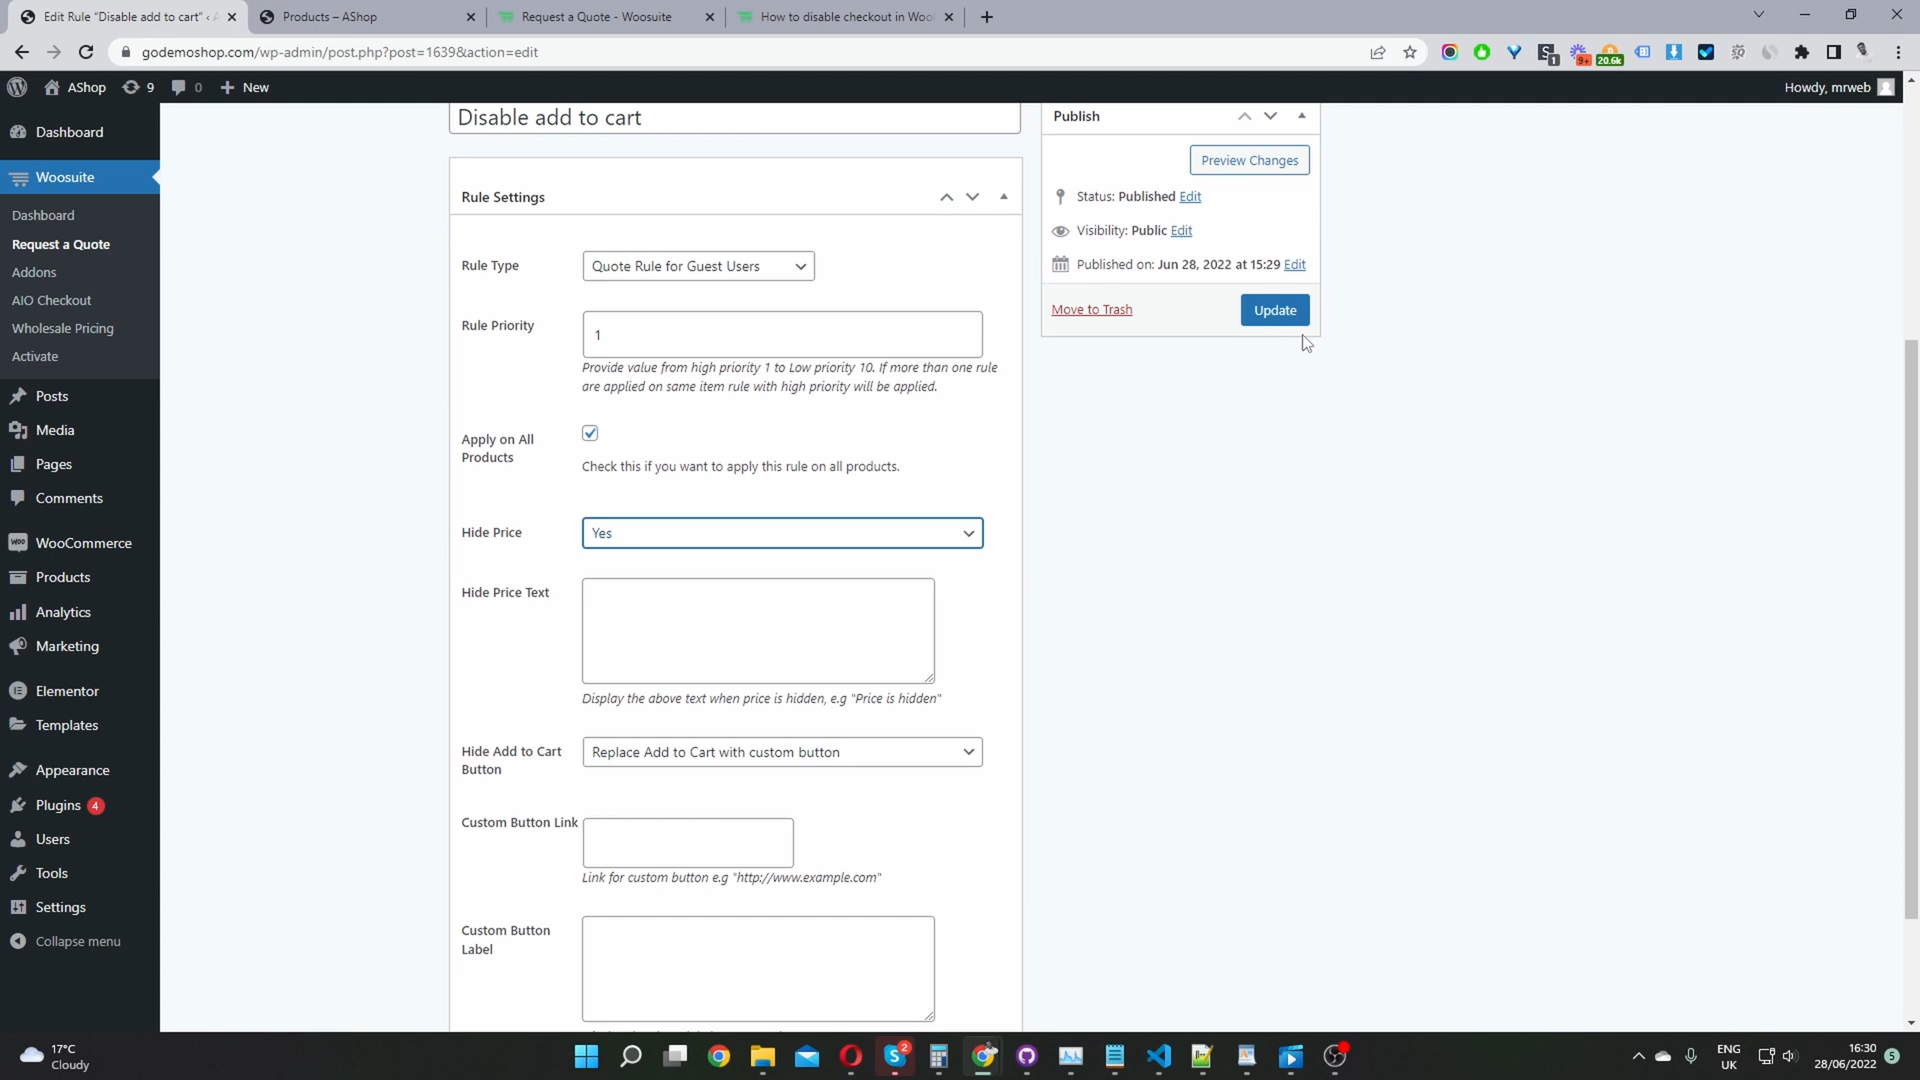 Edit Rule "Disable add to cart" ‹ A
Products – AShop
Request a Quote - Woosuite
How to disable checkout in Woo
godemoshop.com/wp-admin/post.php?post=1639&action=edit
1
9+
20.6k
AShop
9
0
New
Howdy, mrweb
Dashboard
Woosuite
Dashboard
Request a Quote
Addons
AIO Checkout
Wholesale Pricing
Activate
Posts
Media
Pages
Comments
WooCommerce
Products
Analytics
Marketing
Elementor
Templates
Appearance
Plugins 4
Users
Tools
Settings
Collapse menu
Disable add to cart
Rule Settings
Rule Type
Quote Rule for Guest Users
Rule Priority
1
Provide value from high priority 1 to Low priority 10. If more than one rule
are applied on same item rule with high priority will be applied.
Apply on All
Products
Check this if you want to apply this rule on all products.
Hide Price
Yes
Hide Price Text
Display the above text when price is hidden, e.g "Price is hidden"
Hide Add to Cart
Button
Replace Add to Cart with custom button
Custom Button Link
Link for custom button e.g "http://www.example.com"
Custom Button
Label
Publish
Preview Changes
Status: Published Edit
Visibility: Public Edit
Published on: Jun 28, 2022 at 15:29 Edit
Move to Trash
Update
17°C
Cloudy
2
ENG
UK
16:30
28/06/2022
5